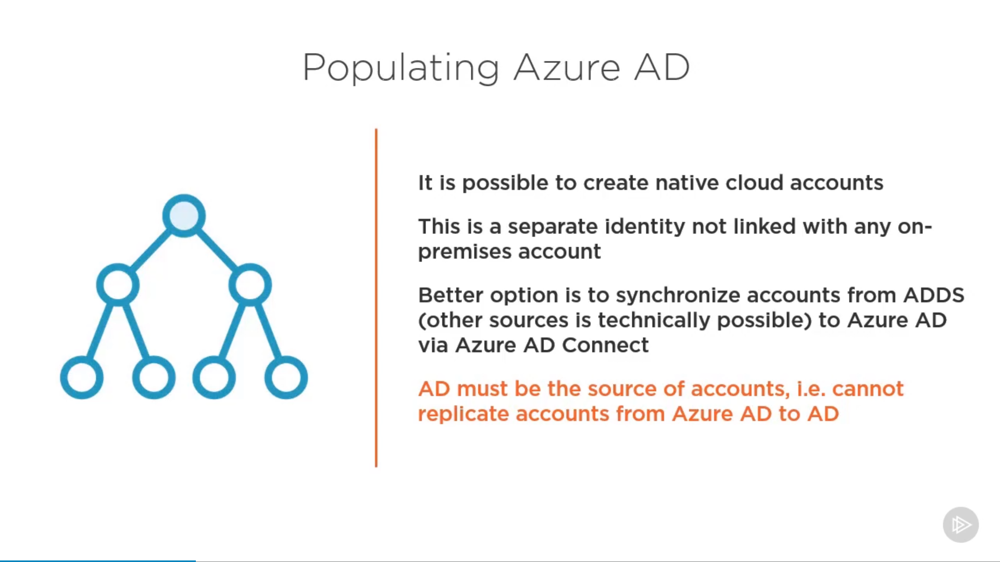 Populating Azure AD
It is possible to create native cloud accounts
This is a separate identity not linked with any on-
premises account
Better option is to synchronize accounts from ADDS
(other sources is technically possible) to Azure AD
via Azure AD Connect
AD must be the source of accounts, i.e. cannot
replicate accounts from Azure AD to AD